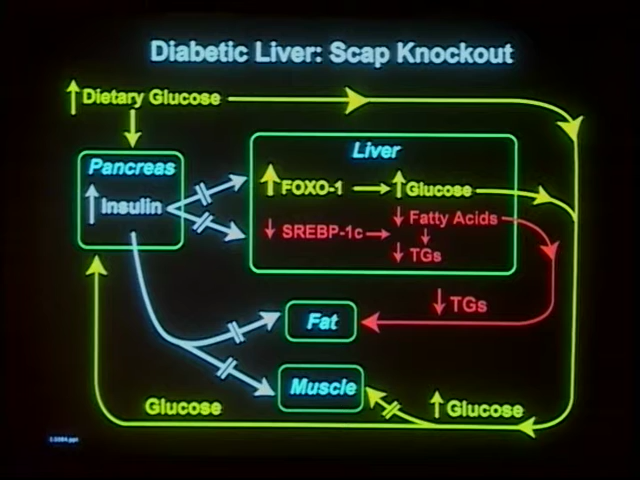 Diabetic Liver: Scap Knockout
↑ Dietary Glucose
Pancreas
↑ Insulin
Liver
↑ FOXO-1 → ↑ Glucose
↓ SREBP-1c → ↓ Fatty Acids
↓
↓ TGs
↓ TGs
Fat
Muscle
Glucose
↑ Glucose